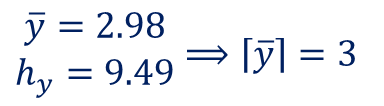 ȳ = 2.98
h_y = 9.49 ⟹ ⌈ȳ⌉ = 3